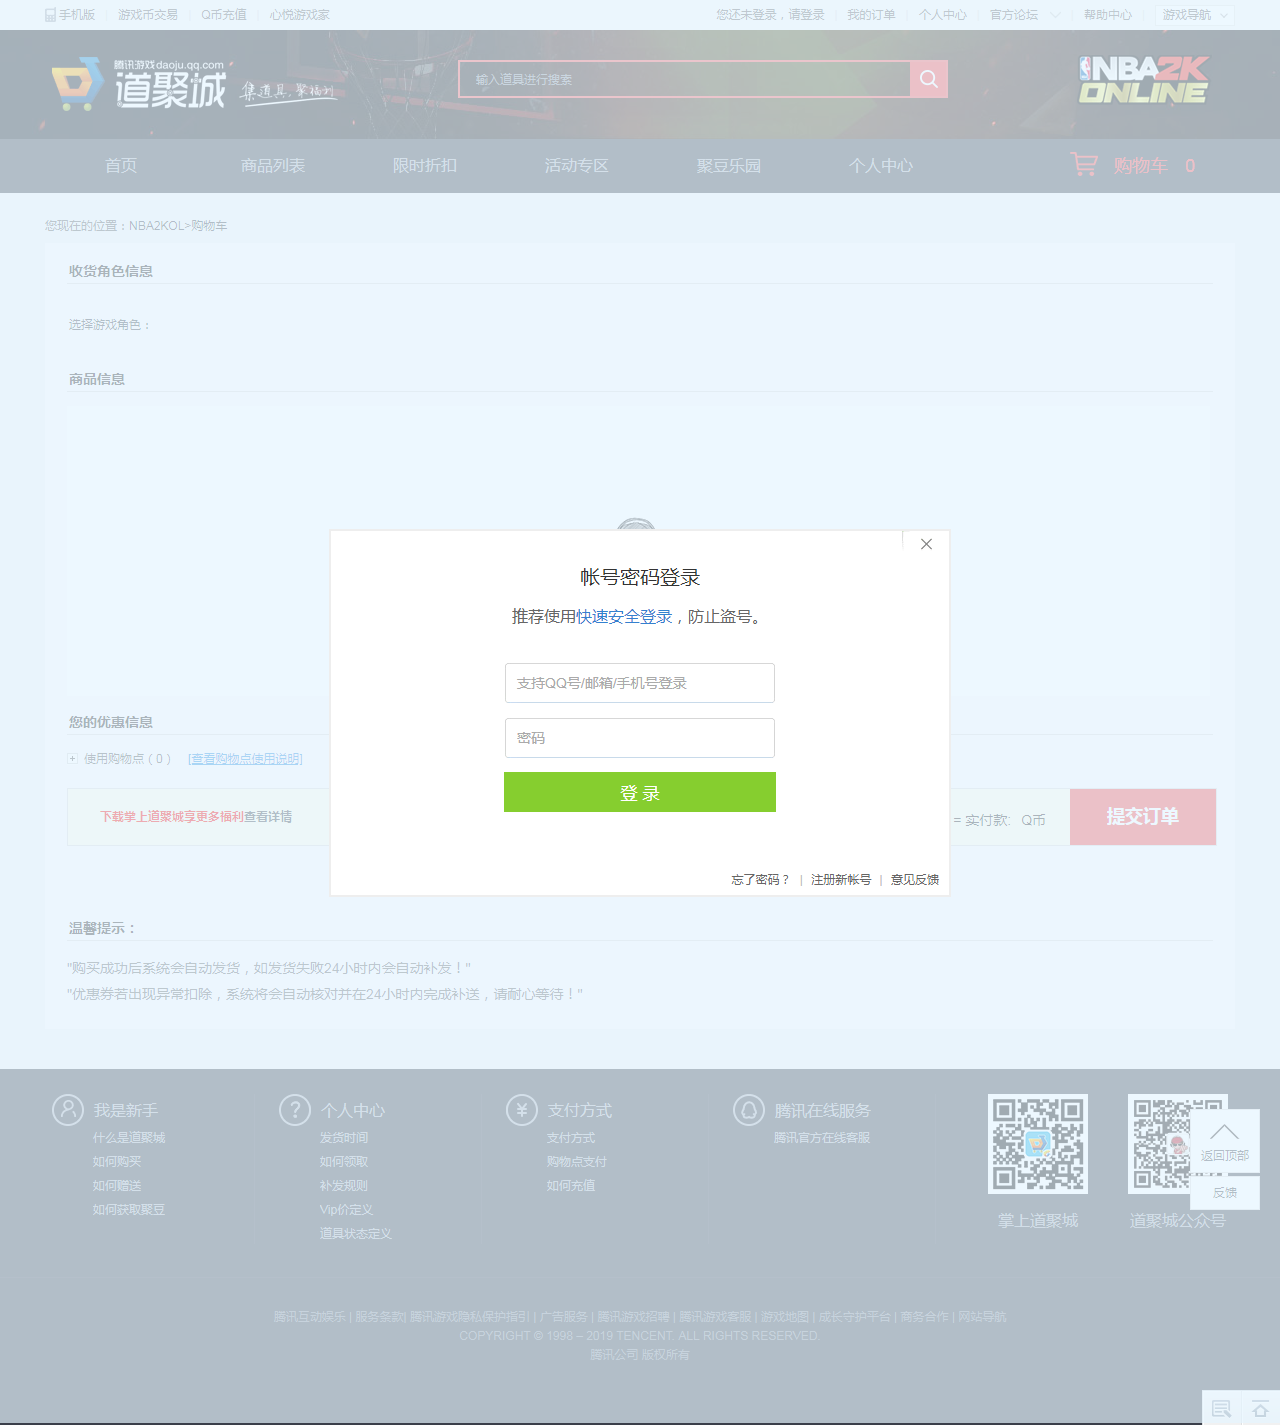 手机版 游戏币交易 Q币充值 心悦游戏家 您还未登录，请登录 我的订单 个人中心 官方论坛 帮助中心 游戏导航
腾讯游戏daoju.qq.com
道聚城 集道具,聚福利
输入道具进行搜索
NBA2K
ONLINE
首页 商品列表 限时折扣 活动专区 聚豆乐园 个人中心 购物车 0
您现在的位置：NBA2KOL>购物车
收货角色信息
选择游戏角色：
商品信息
帐号密码登录
推荐使用快速安全登录，防止盗号。
支持QQ号/邮箱/手机号登录
密码
登 录
忘了密码？ | 注册新帐号 | 意见反馈
您的优惠信息
使用购物点（0） [查看购物点使用说明]
下载掌上道聚城享更多福利查看详情 = 实付款: Q币 提交订单
温馨提示：
"购买成功后系统会自动发货，如发货失败24小时内会自动补发！"
"优惠券若出现异常扣除，系统将会自动核对并在24小时内完成补送，请耐心等待！"
我是新手
什么是道聚城
如何购买
如何赠送
如何获取聚豆
个人中心
发货时间
如何领取
补发规则
Vip价定义
道具状态定义
支付方式
支付方式
购物点支付
如何充值
腾讯在线服务
腾讯官方在线客服
掌上道聚城
道聚城公众号
返回顶部
反馈
腾讯互动娱乐 | 服务条款| 腾讯游戏隐私保护指引 | 广告服务 | 腾讯游戏招聘 | 腾讯游戏客服 | 游戏地图 | 成长守护平台 | 商务合作 | 网站导航
COPYRIGHT © 1998 – 2019 TENCENT. ALL RIGHTS RESERVED.
腾讯公司 版权所有